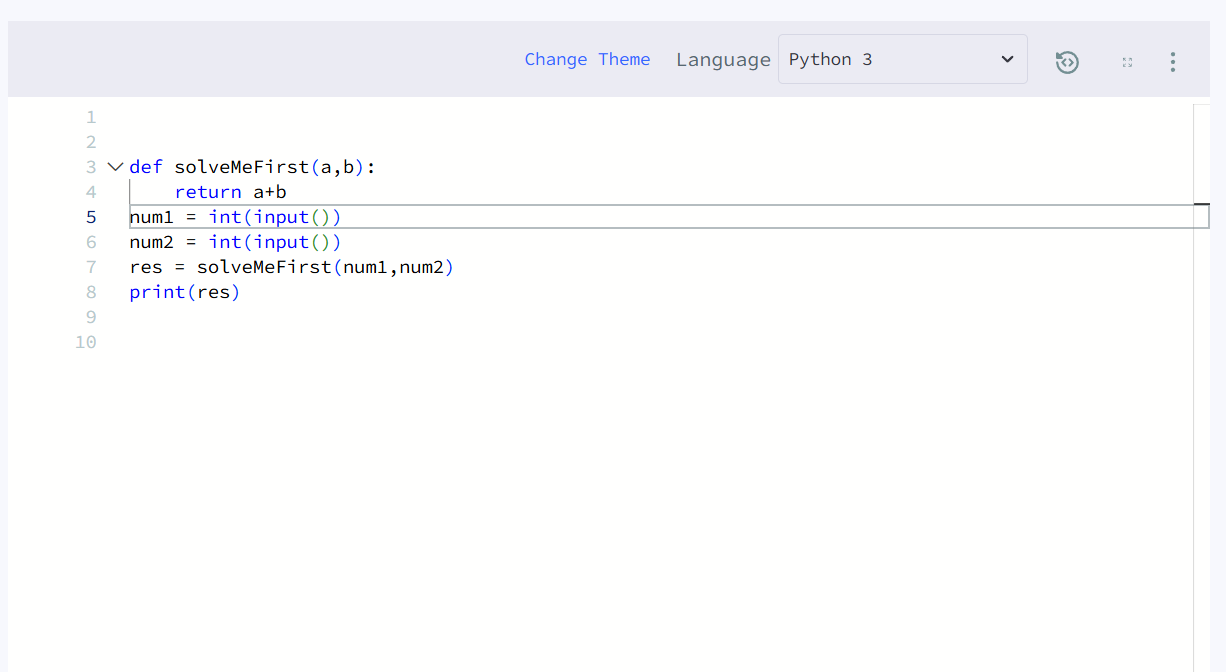 Change Theme Language Python 3
1
2
3 def solveMeFirst(a,b):
4     return a+b
5 num1 = int(input())
6 num2 = int(input())
7 res = solveMeFirst(num1,num2)
8 print(res)
9
10